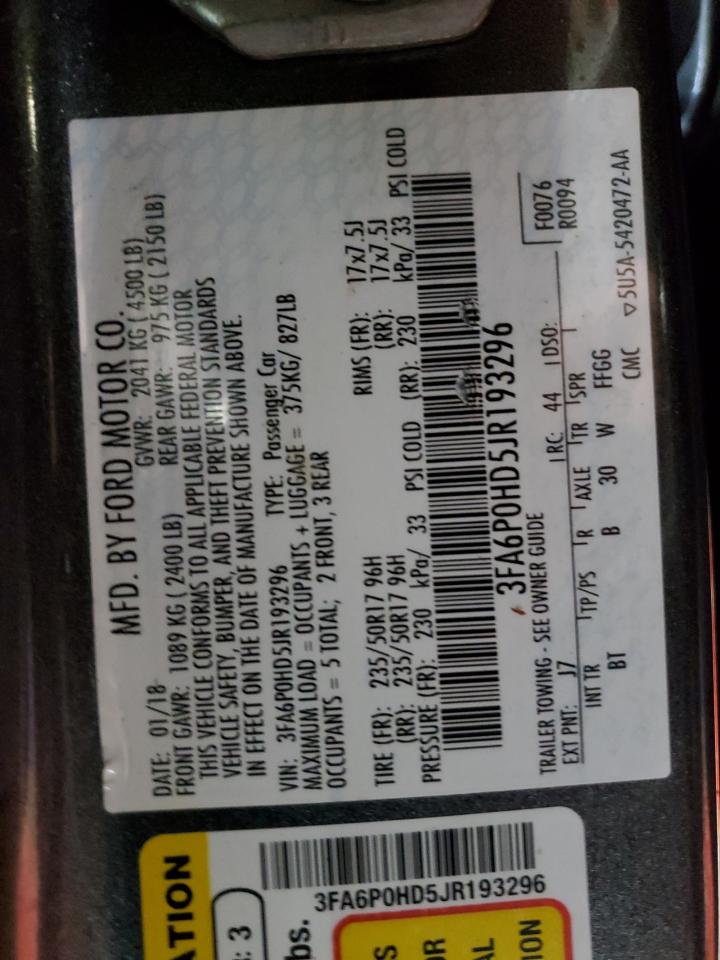 MFD. BY FORD MOTOR CO.
DATE: 01/18 GVWR: 2041 KG ( 4500 LB)
FRONT GAWR: 1089 KG ( 2400 LB) REAR GAWR: 975 KG ( 2150 LB)
THIS VEHICLE CONFORMS TO ALL APPLICABLE FEDERAL MOTOR
VEHICLE SAFETY, BUMPER, AND THEFT PREVENTION STANDARDS
IN EFFECT ON THE DATE OF MANUFACTURE SHOWN ABOVE.
VIN: 3FA6P0HD5JR193296 TYPE: Passenger Car
MAXIMUM LOAD = OCCUPANTS + LUGGAGE = 375KG/ 827LB
OCCUPANTS = 5 TOTAL; 2 FRONT, 3 REAR
TIRE (FR): 235/50R17 96H RIMS (FR): 17x7.5J
(RR): 235/50R17 96H (RR): 17x7.5J
PRESSURE (FR): 230 kPa/ 33 PSI COLD (RR): 230 kPa/ 33 PSI COLD
3FA6P0HD5JR193296
TRAILER TOWING - SEE OWNER GUIDE F0076
EXT PNT: J7 RC: 44 DSO: R0094
INT TR TP/PS R AXLE TR SPR
BT B 30 W FFGG
CMC ▽5U5A-5420472-AA
ATION
: 3
3FA6P0HD5JR193296
bs.
S
UR
AL
ION